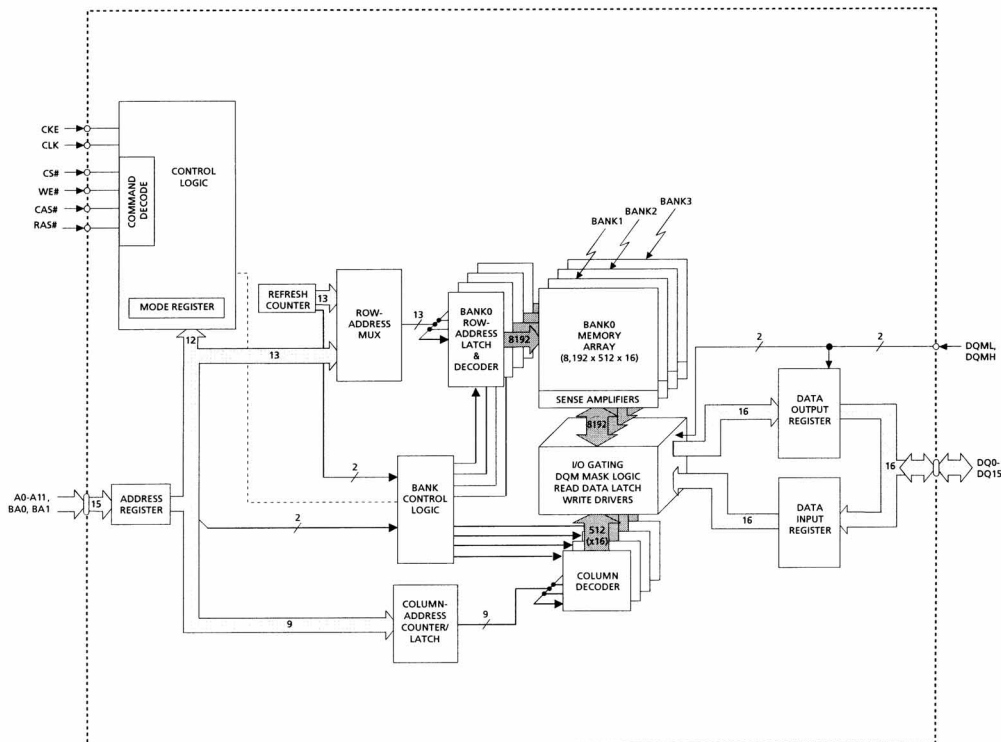 CKE
CLK
CS#
WE#
CAS#
RAS#
COMMAND
DECODE
CONTROL
LOGIC
MODE REGISTER
12
REFRESH
COUNTER
13
13
ROW-
ADDRESS
MUX
13
BANK0
ROW-
ADDRESS
LATCH
&
DECODER
8192
BANK1
BANK2
BANK3
BANK0
MEMORY
ARRAY
(8,192 x 512 x 16)
SENSE AMPLIFIERS
8192
I/O GATING
DQM MASK LOGIC
READ DATA LATCH
WRITE DRIVERS
2
2
DQML,
DQMH
16
DATA
OUTPUT
REGISTER
16
DQ0-
DQ15
16
DATA
INPUT
REGISTER
A0-A11,
BA0, BA1
15
ADDRESS
REGISTER
2
2
BANK
CONTROL
LOGIC
512
(x16)
COLUMN
DECODER
9
COLUMN-
ADDRESS
COUNTER/
LATCH
9